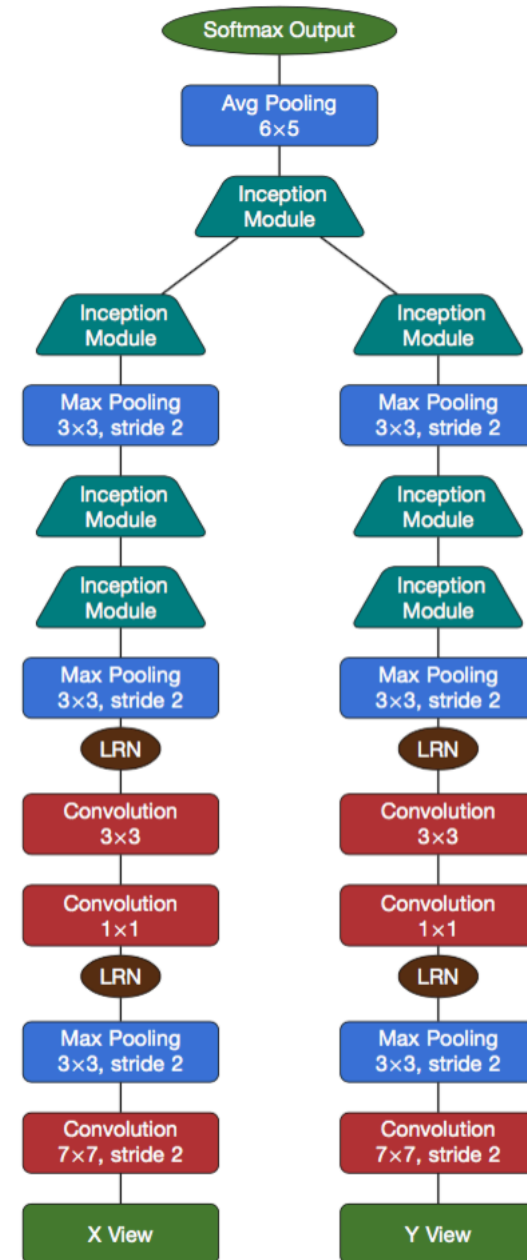 Softmax Output
Avg Pooling
6×5
Inception
Module
Inception
Module
Inception
Module
Max Pooling
3×3, stride 2
Max Pooling
3×3, stride 2
Inception
Module
Inception
Module
Inception
Module
Inception
Module
Max Pooling
3×3, stride 2
Max Pooling
3×3, stride 2
LRN
LRN
Convolution
3×3
Convolution
3×3
Convolution
1×1
Convolution
1×1
LRN
LRN
Max Pooling
3×3, stride 2
Max Pooling
3×3, stride 2
Convolution
7×7, stride 2
Convolution
7×7, stride 2
X View
Y View